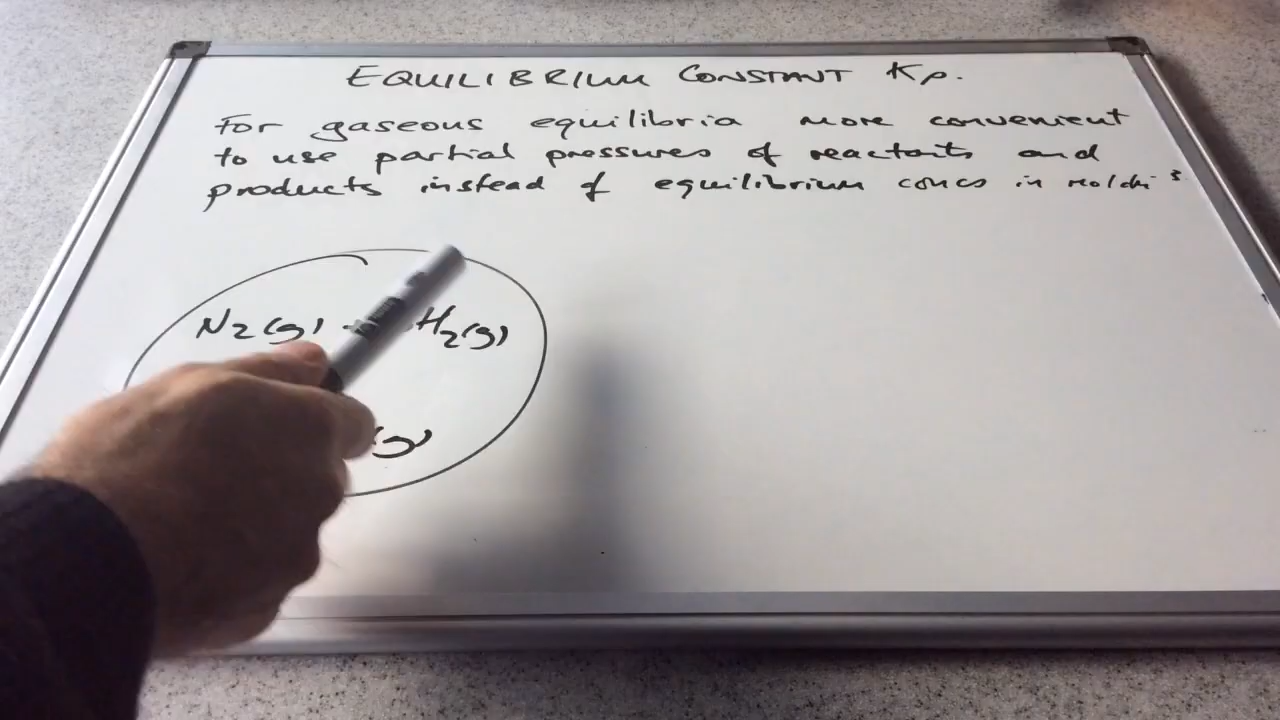 EQUILIBRIUM CONSTANT Kp.
For gaseous equilibria more convenient
to use partial pressures of reactants and
products instead of equilibrium concs in moldm⁻³
N₂(g) H₂(g)
(g)